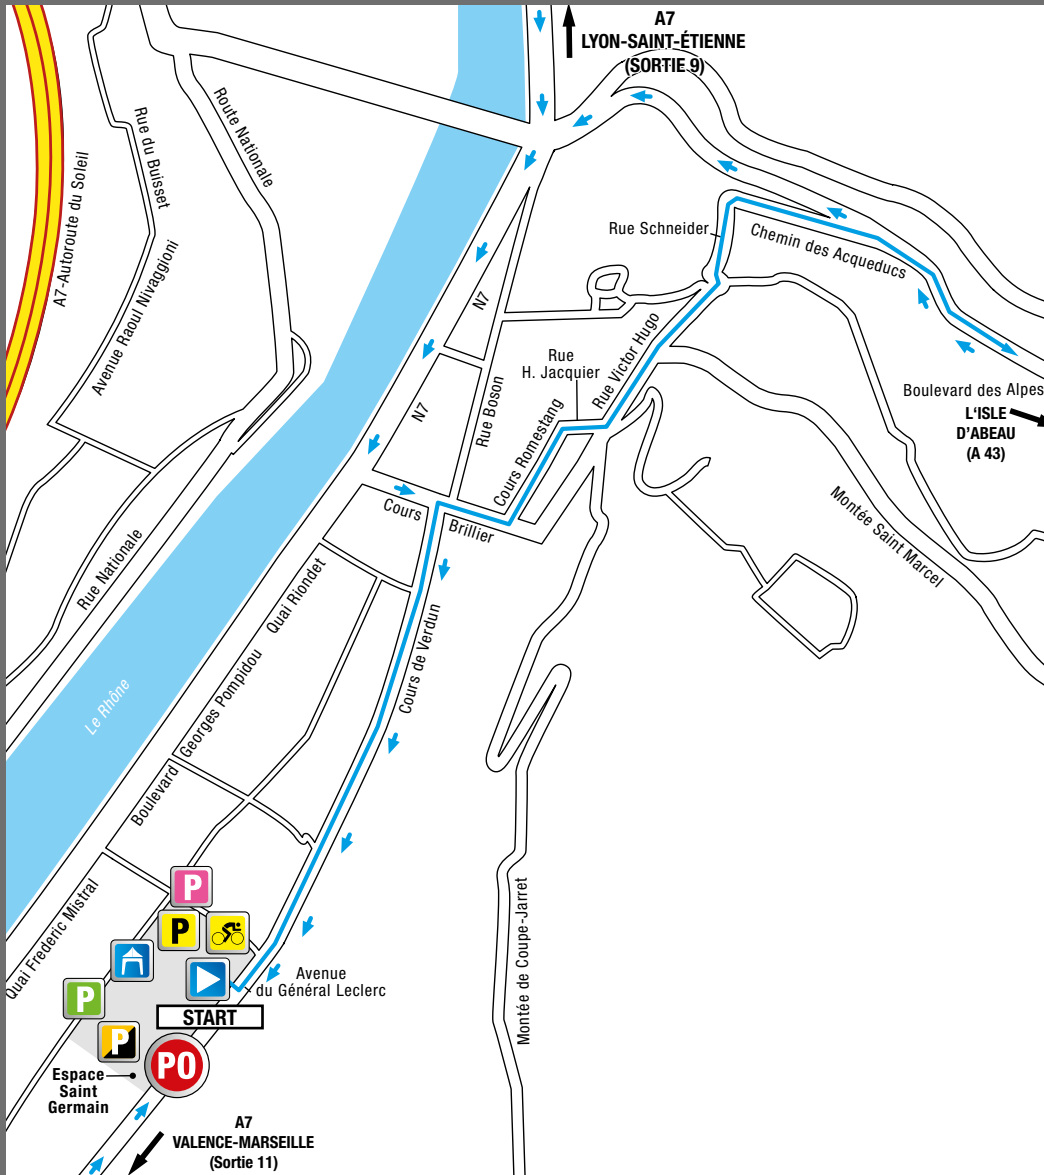 A7
LYON-SAINT-ÉTIENNE
(SORTIE 9)
A7-Autoroute du Soleil
Rue du Buisset
Route Nationale
Avenue Raoul Nivaggioni
Rue Schneider
Chemin des Acqueducs
N7
Rue
H. Jacquier
Rue Victor Hugo
Boulevard des Alpes
L'ISLE
D'ABEAU
(A 43)
N7
Rue Boson
Cours Romestang
Cours
Brillier
Montée Saint Marcel
Rue Nationale
Quai Riondet
Georges Pompidou
Boulevard
Cours de Verdun
Le Rhône
Quai Frederic Mistral
Montée de Coupe-Jarret
P
P
P
P
Avenue
du Général Leclerc
START
PO
Espace
Saint
Germain
A7
VALENCE-MARSEILLE
(Sortie 11)